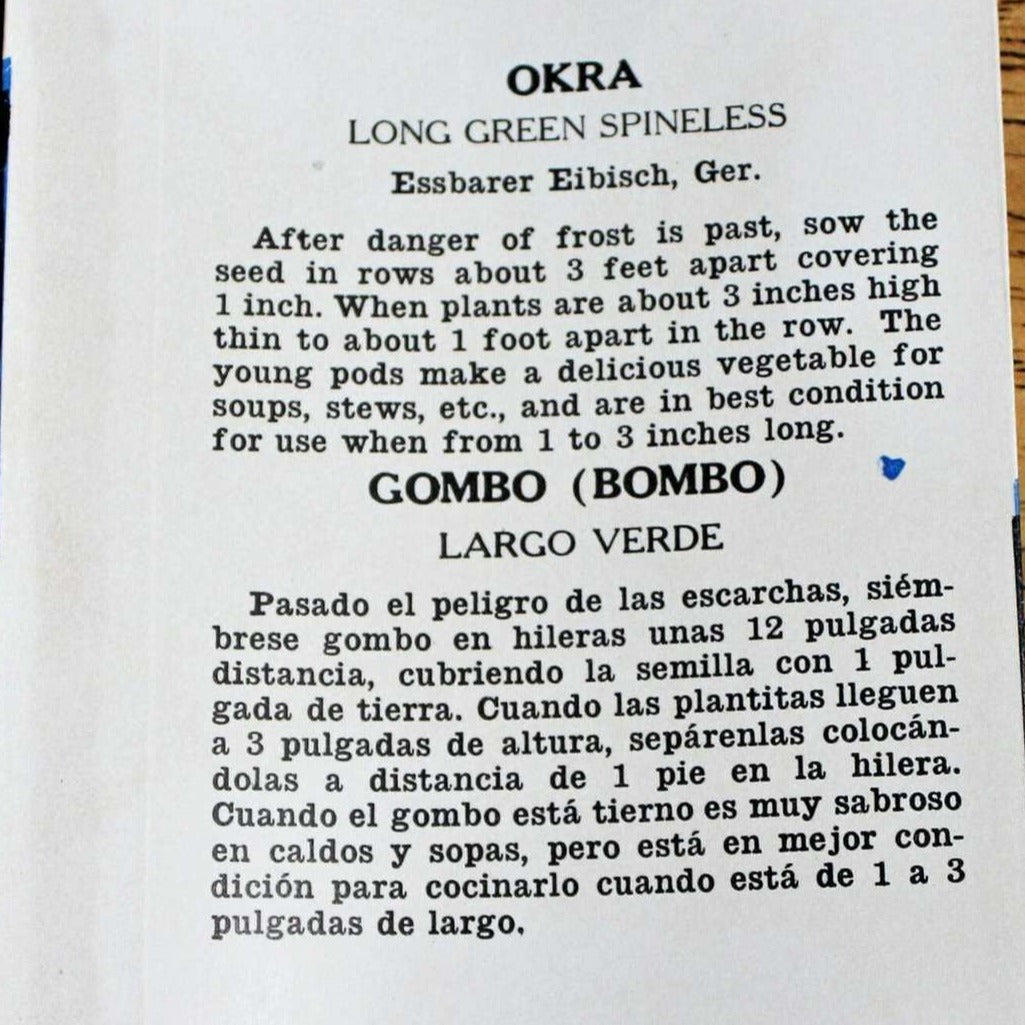 OKRA
LONG GREEN SPINELESS
Essbarer Eibisch, Ger.
After danger of frost is past, sow the
seed in rows about 3 feet apart covering
1 inch. When plants are about 3 inches high
thin to about 1 foot apart in the row. The
young pods make a delicious vegetable for
soups, stews, etc., and are in best condition
for use when from 1 to 3 inches long.
GOMBO (BOMBO)
LARGO VERDE
Pasado el peligro de las escarchas, siém-
brese gombo en hileras unas 12 pulgadas
distancia, cubriendo la semilla con 1 pul-
gada de tierra. Cuando las plantitas lleguen
a 3 pulgadas de altura, sepárenlas colocán-
dolas a distancia de 1 pie en la hilera.
Cuando el gombo está tierno es muy sabroso
en caldos y sopas, pero está en mejor con-
dición para cocinarlo cuando está de 1 a 3
pulgadas de largo.